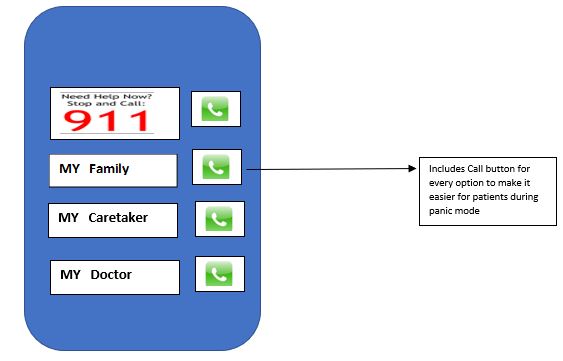 Need Help Now?
Stop and Call:
911
MY Family
Includes Call button for
every option to make it
easier for patients during
panic mode
MY Caretaker
MY Doctor